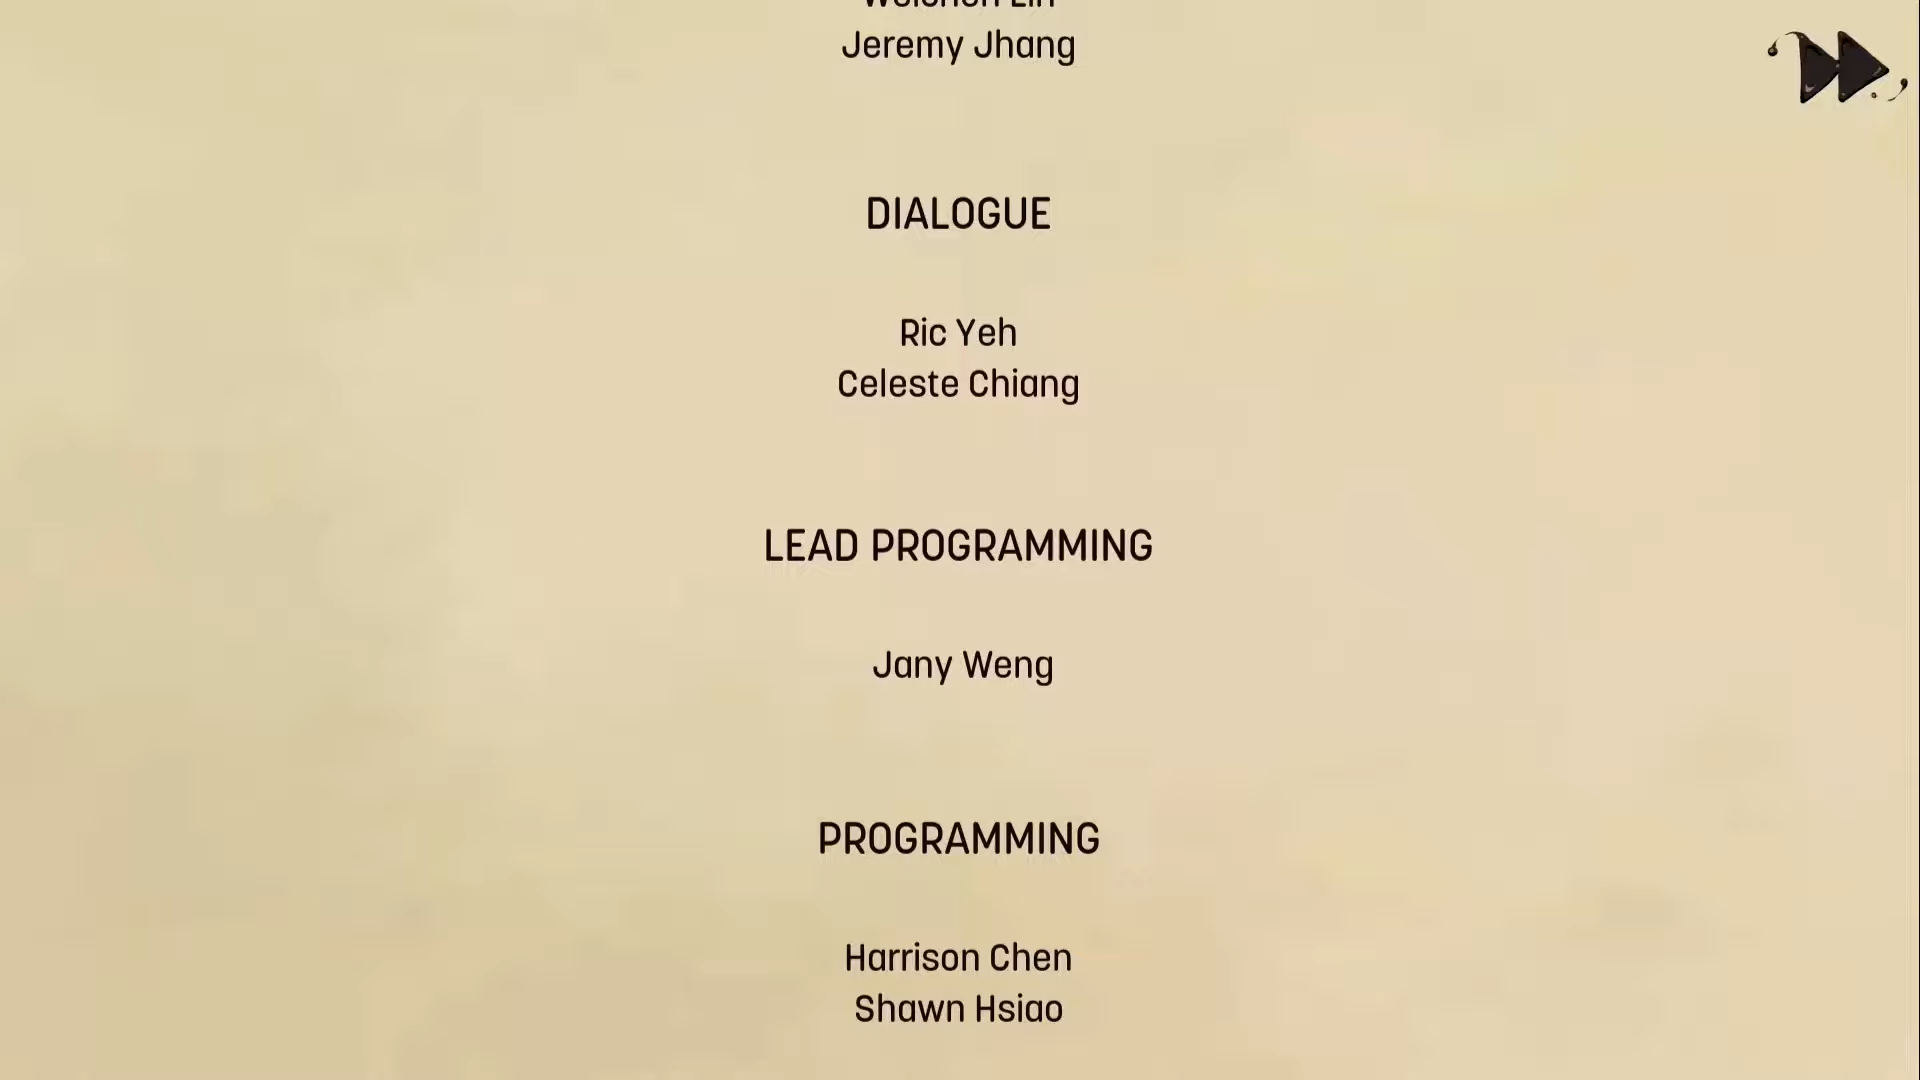 Jeremy Jhang
DIALOGUE
Ric Yeh
Celeste Chiang
LEAD PROGRAMMING
Jany Weng
PROGRAMMING
Harrison Chen
Shawn Hsiao